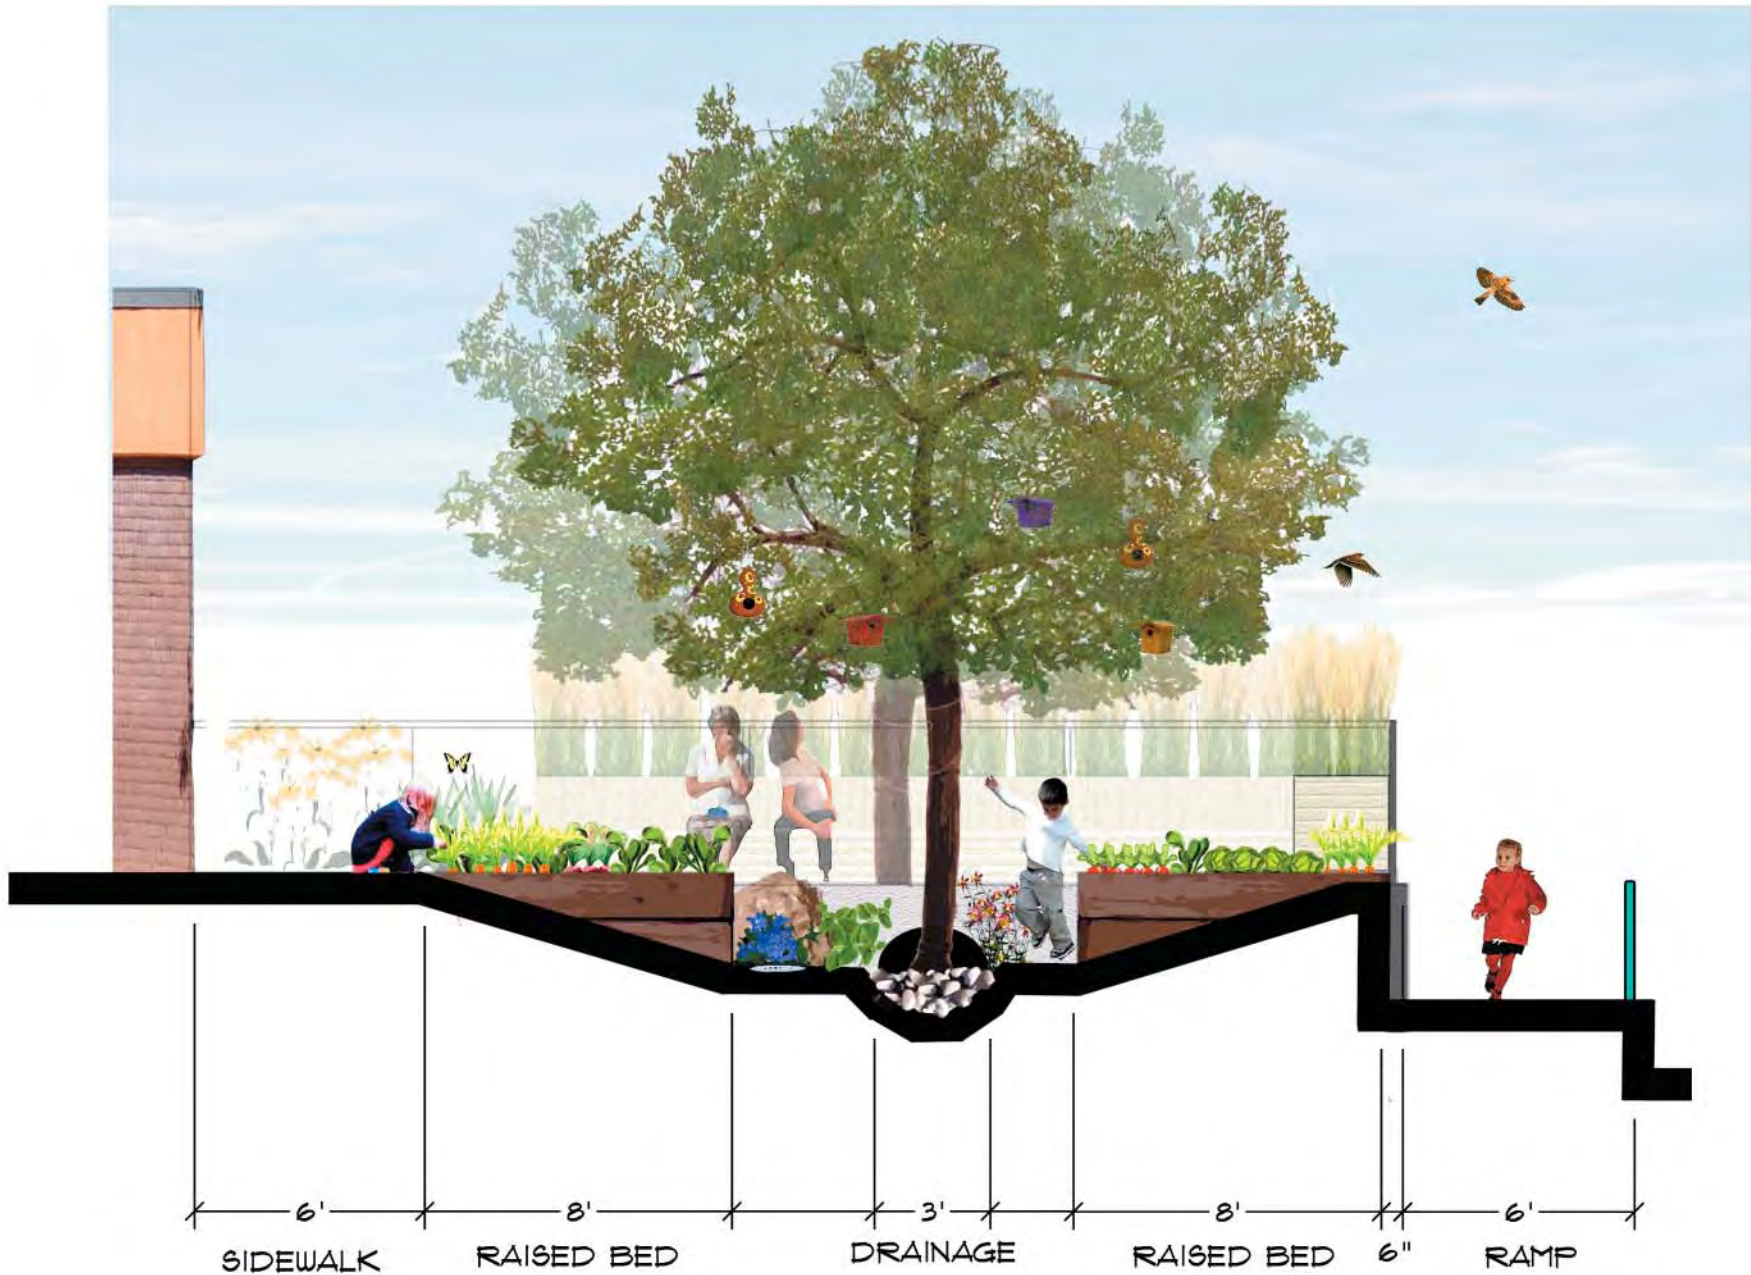 6' 8' 3' 8' 6'
SIDEWALK RAISED BED DRAINAGE RAISED BED 6" RAMP